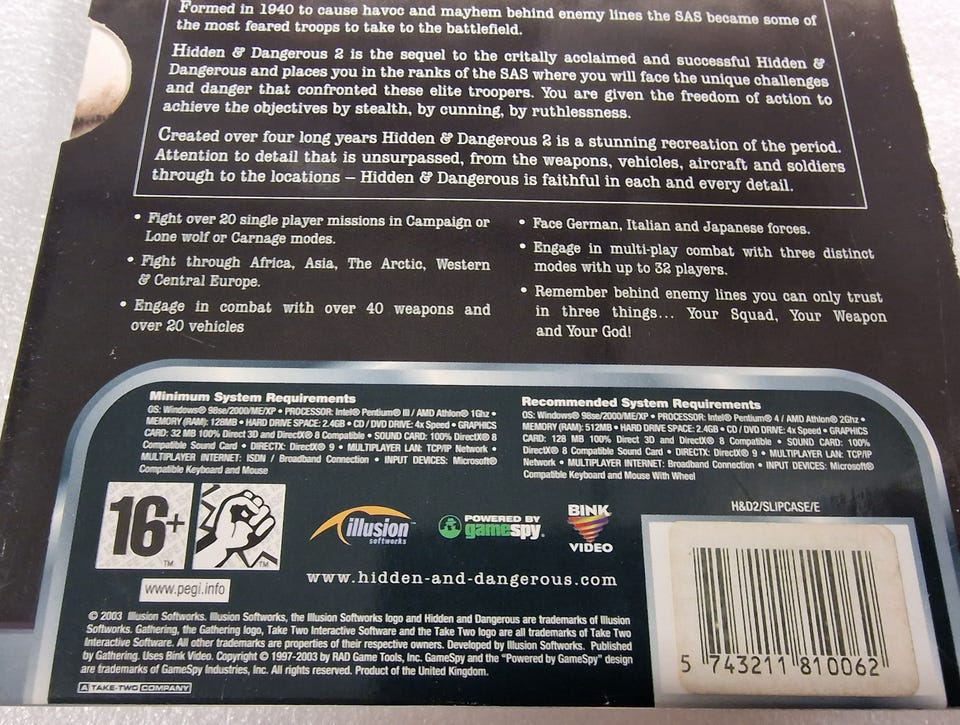 Formed in 1940 to cause havoc and mayhem behind enemy lines the SAS became some of
the most feared troops to take to the battlefield.
Hidden & Dangerous 2 is the sequel to the critally acclaimed and successful Hidden &
Dangerous and places you in the ranks of the SAS where you will face the unique challenges
and danger that confronted these elite troopers. You are given the freedom of action to
achieve the objectives by stealth, by cunning, by ruthlessness.
Created over four long years Hidden & Dangerous 2 is a stunning recreation of the period.
Attention to detail that is unsurpassed, from the weapons, vehicles, aircraft and soldiers
through to the locations – Hidden & Dangerous is faithful in each and every detail.
• Fight over 20 single player missions in Campaign or
Lone wolf or Carnage modes.
• Fight through Africa, Asia, The Arctic, Western
& Central Europe.
• Engage in combat with over 40 weapons and
over 20 vehicles
• Face German, Italian and Japanese forces.
• Engage in multi-play combat with three distinct
modes with up to 32 players.
• Remember behind enemy lines you can only trust
in three things... Your Squad, Your Weapon
and Your God!
Minimum System Requirements
OS: Windows® 98se/2000/ME/XP • PROCESSOR: Intel® Pentium® III / AMD Athlon® 1Ghz •
MEMORY (RAM): 128MB • HARD DRIVE SPACE: 2.4GB • CD / DVD DRIVE: 4x Speed • GRAPHICS
CARD: 32 MB 100% Direct 3D and DirectX® 8 Compatible • SOUND CARD: 100% DirectX® 8
Compatible Sound Card • DIRECTX: DirectX® 9 • MULTIPLAYER LAN: TCP/IP Network •
MULTIPLAYER INTERNET: ISDN / Broadband Connection • INPUT DEVICES: Microsoft®
Compatible Keyboard and Mouse
Recommended System Requirements
OS: Windows® 98se/2000/ME/XP • PROCESSOR: Intel® Pentium® 4 / AMD Athlon® 2Ghz •
MEMORY (RAM): 512MB • HARD DRIVE SPACE: 2.4GB • CD / DVD DRIVE: 4x Speed • GRAPHICS
CARD: 128 MB 100% Direct 3D and DirectX® 8 Compatible • SOUND CARD: 100%
DirectX® 8 Compatible Sound Card • DIRECTX: DirectX® 9 • MULTIPLAYER LAN: TCP/IP
Network • MULTIPLAYER INTERNET: Broadband Connection • INPUT DEVICES: Microsoft®
Compatible Keyboard and Mouse With Wheel
16+
TM
TM
www.pegi.info
illusion
softworks
POWERED BY
gamespy
BINK
VIDEO
www.hidden-and-dangerous.com
H&D2/SLIPCASE/E
© 2003 Illusion Softworks. Illusion Softworks, the Illusion Softworks logo and Hidden and Dangerous are trademarks of Illusion
Softworks. Gathering, the Gathering logo, Take Two Interactive Software and the Take Two logo are all trademarks of Take Two
Interactive Software. All other trademarks are properties of their respective owners. Developed by Illusion Softworks. Published
by Gathering. Uses Bink Video. Copyright © 1997-2003 by RAD Game Tools, Inc. GameSpy and the “Powered by GameSpy” design
are trademarks of GameSpy Industries, Inc. All rights reserved. Product of the United Kingdom.
A TAKE-TWO COMPANY
5 743211 810062